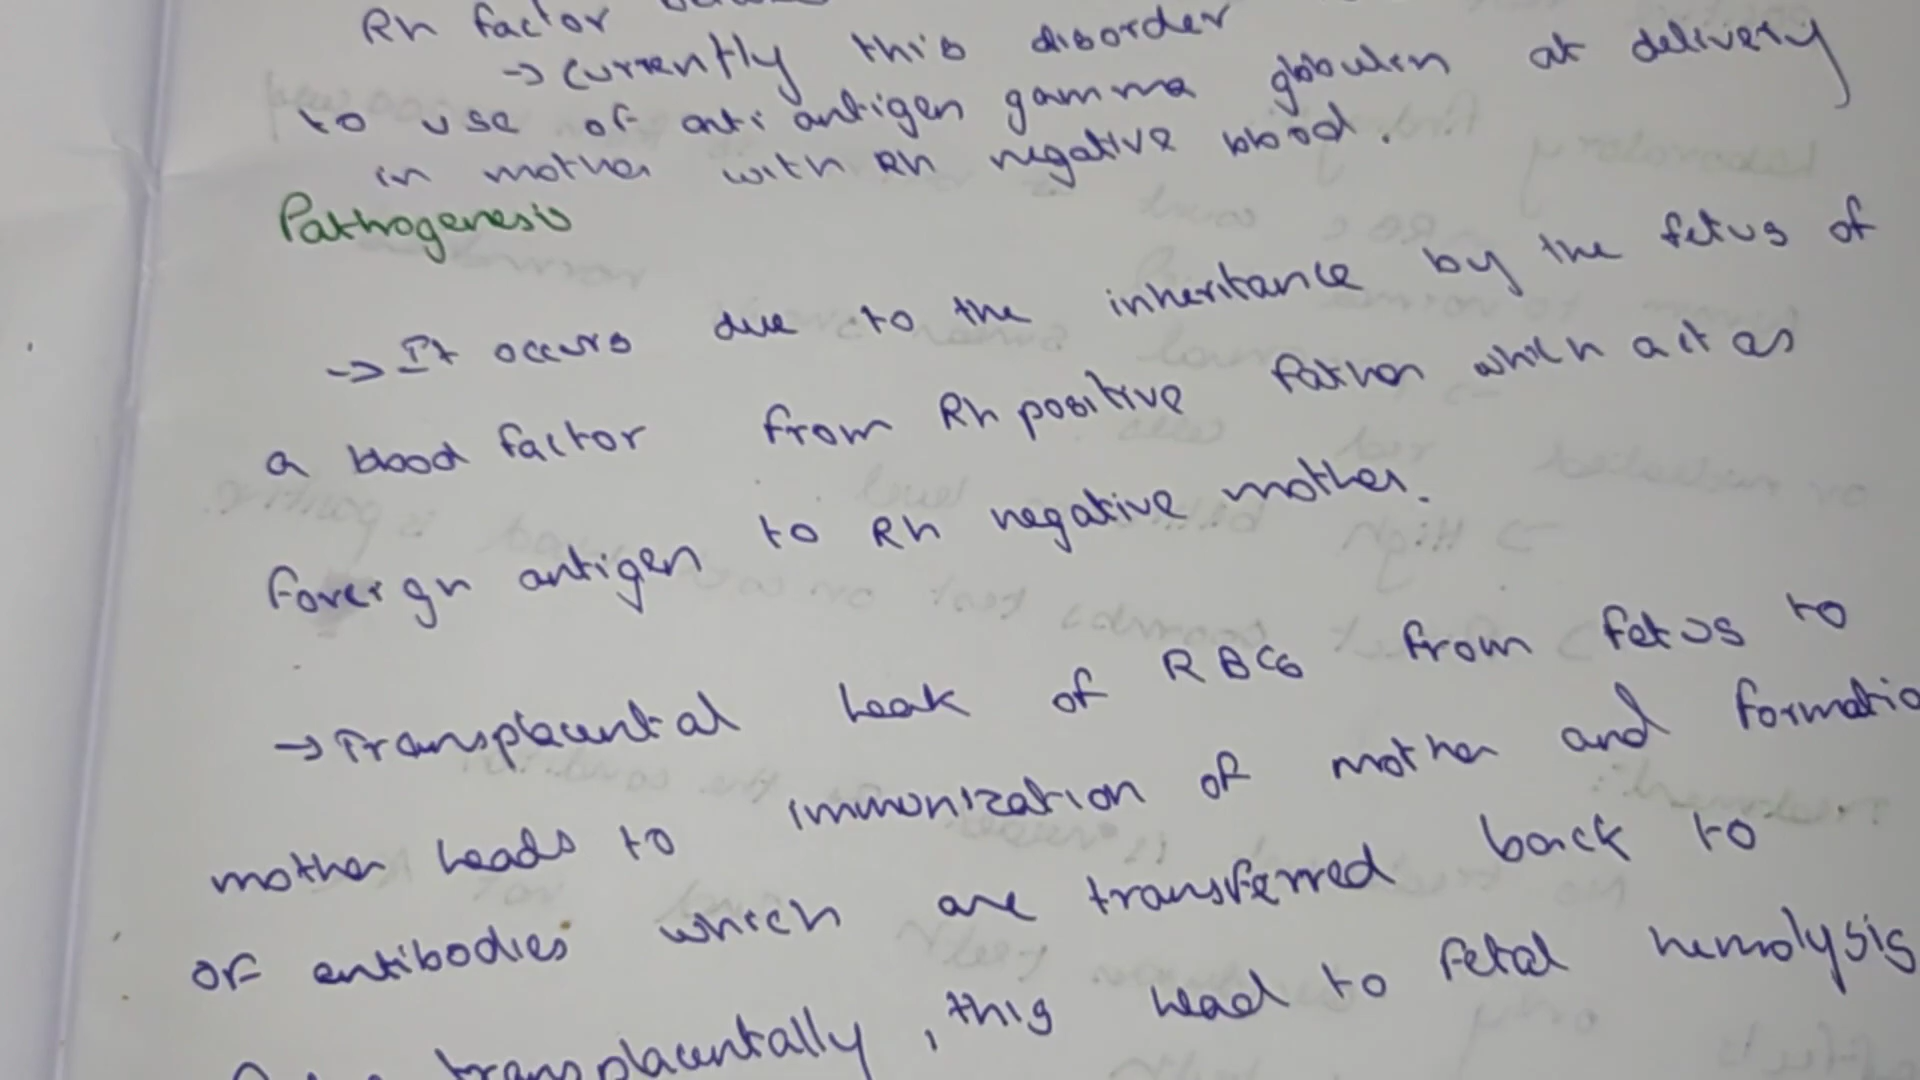 Rh factor
→ Currently this disorder
to use of anti antigen gamma globulin at delivery
in mother with Rh negative blood.
Pathogenesis
→ It occurs due to the inheritance by the fetus of
a blood factor from Rh positive father which act as
foreign antigen to Rh negative mother.
→ Transplacental leak of RBCs from fetus to
mother leads to immunization of mother and formatio
of antibodies which are transferred back to
transplacentally, this lead to fetal hemolysis